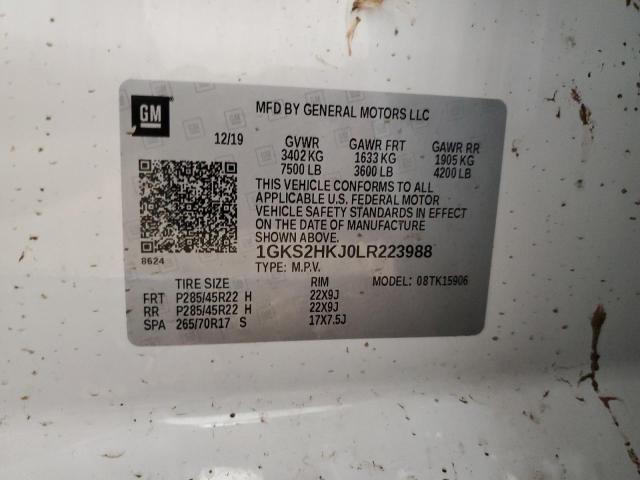 GM
MFD BY GENERAL MOTORS LLC
12/19 GVWR GAWR FRT GAWR RR
3402 KG 1633 KG 1905 KG
7500 LB 3600 LB 4200 LB
THIS VEHICLE CONFORMS TO ALL
APPLICABLE U.S. FEDERAL MOTOR
VEHICLE SAFETY STANDARDS IN EFFECT
ON THE DATE OF MANUFACTURE
SHOWN ABOVE.
8624 1GKS2HKJ0LR223988
TYPE: M.P.V.
TIRE SIZE RIM MODEL: 08TK15906
FRT P285/45R22 H 22X9J
RR P285/45R22 H 22X9J
SPA 265/70R17 S 17X7.5J